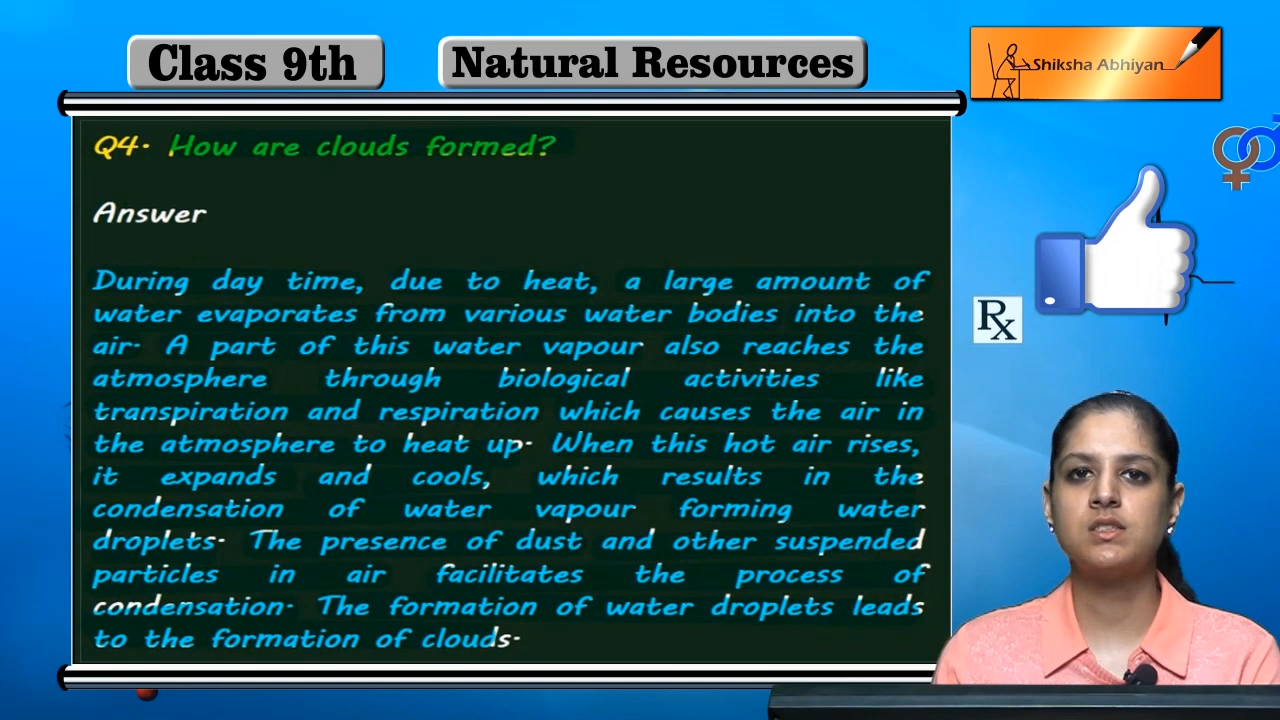 Class 9th
Natural Resources
Shiksha Abhiyan
Q4. How are clouds formed?
Answer
During day time, due to heat, a large amount of
water evaporates from various water bodies into the
air. A part of this water vapour also reaches the
atmosphere through biological activities like
transpiration and respiration which causes the air in
the atmosphere to heat up. When this hot air rises,
it expands and cools, which results in the
condensation of water vapour forming water
droplets. The presence of dust and other suspended
particles in air facilitates the process of
condensation. The formation of water droplets leads
to the formation of clouds.
Rx